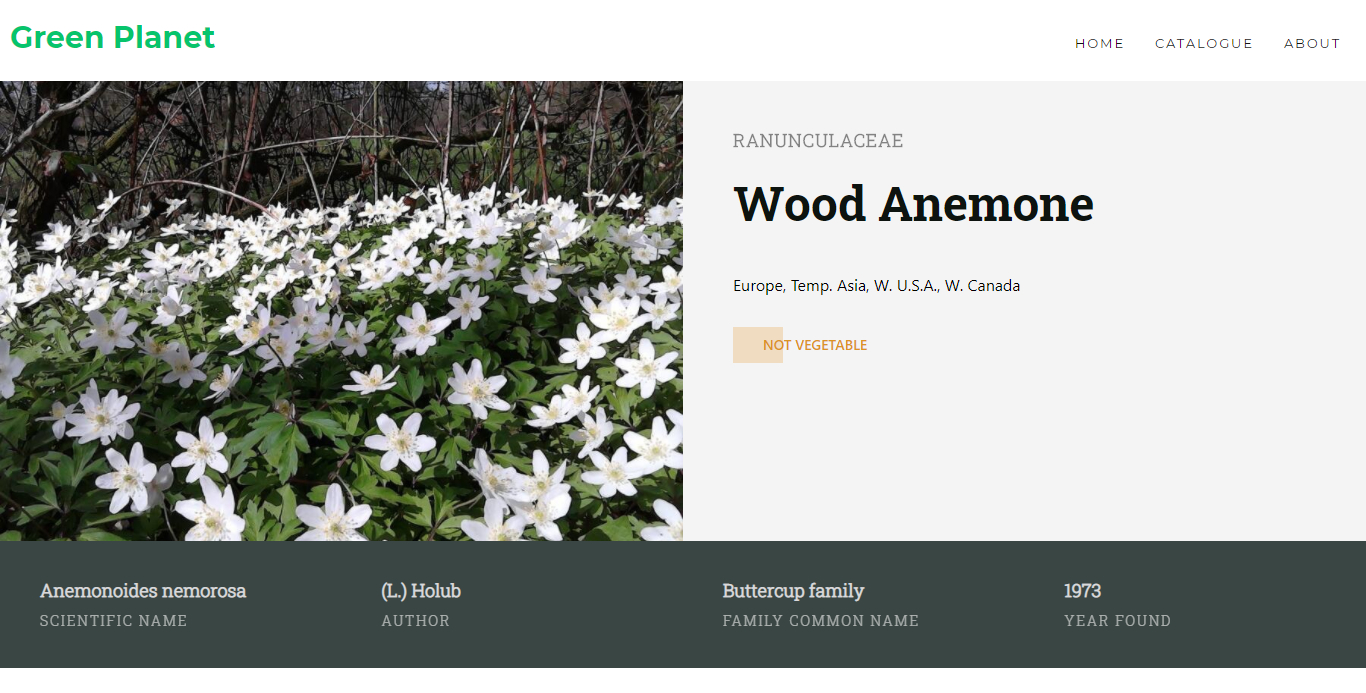 Green Planet
HOME CATALOGUE ABOUT
RANUNCULACEAE
Wood Anemone
Europe, Temp. Asia, W. U.S.A., W. Canada
NOT VEGETABLE
Anemonoides nemorosa
SCIENTIFIC NAME
(L.) Holub
AUTHOR
Buttercup family
FAMILY COMMON NAME
1973
YEAR FOUND